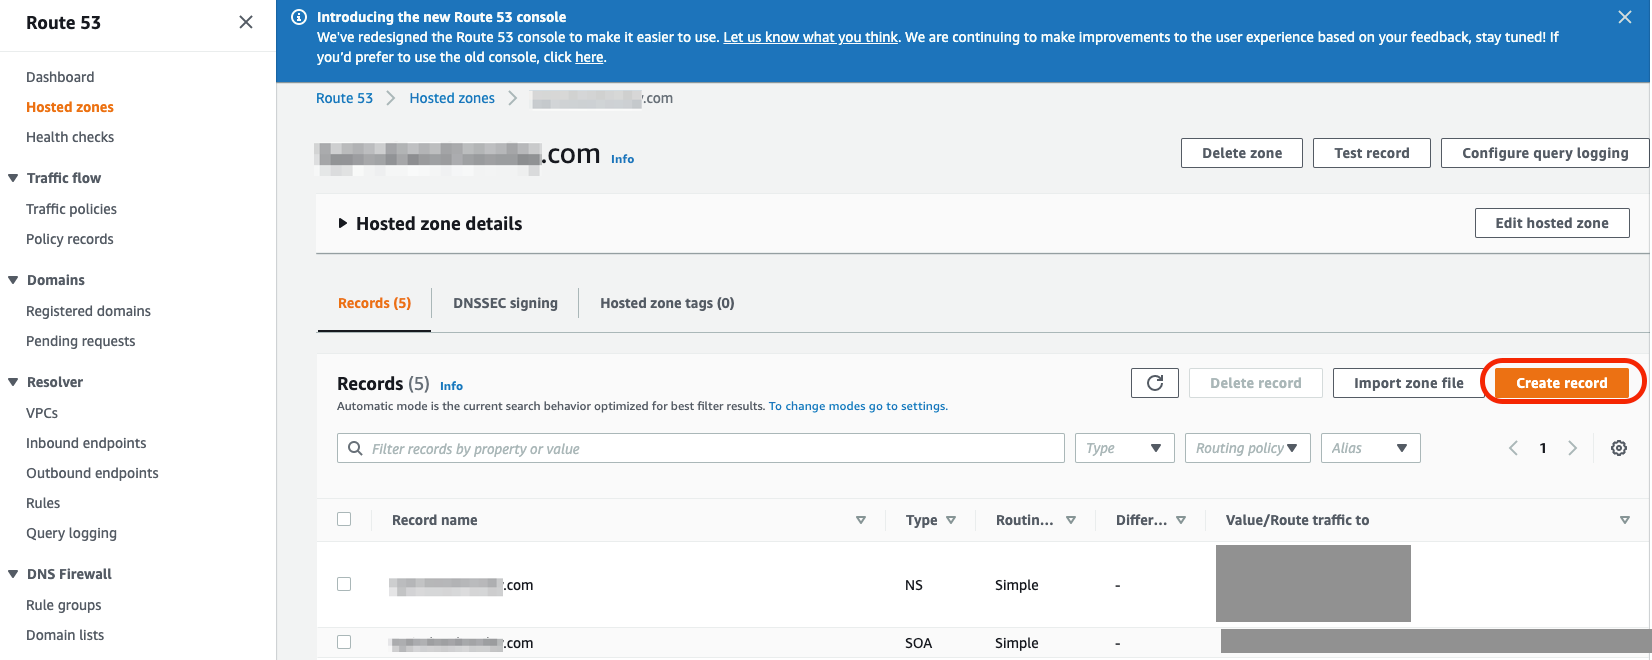 Route 53
Dashboard
Hosted zones
Health checks
Traffic flow
Traffic policies
Policy records
Domains
Registered domains
Pending requests
Resolver
VPCs
Inbound endpoints
Outbound endpoints
Rules
Query logging
DNS Firewall
Rule groups
Domain lists
Introducing the new Route 53 console
We've redesigned the Route 53 console to make it easier to use. Let us know what you think. We are continuing to make improvements to the user experience based on your feedback, stay tuned! If
you'd prefer to use the old console, click here.
Route 53 Hosted zones .com
.com Info
Delete zone Test record Configure query logging
Hosted zone details Edit hosted zone
Records (5) DNSSEC signing Hosted zone tags (0)
Records (5) Info
Delete record Import zone file Create record
Automatic mode is the current search behavior optimized for best filter results. To change modes go to settings.
Filter records by property or value Type Routing policy Alias 1
Record name Type Routin... Differ... Value/Route traffic to
.com NS Simple -
.com SOA Simple -